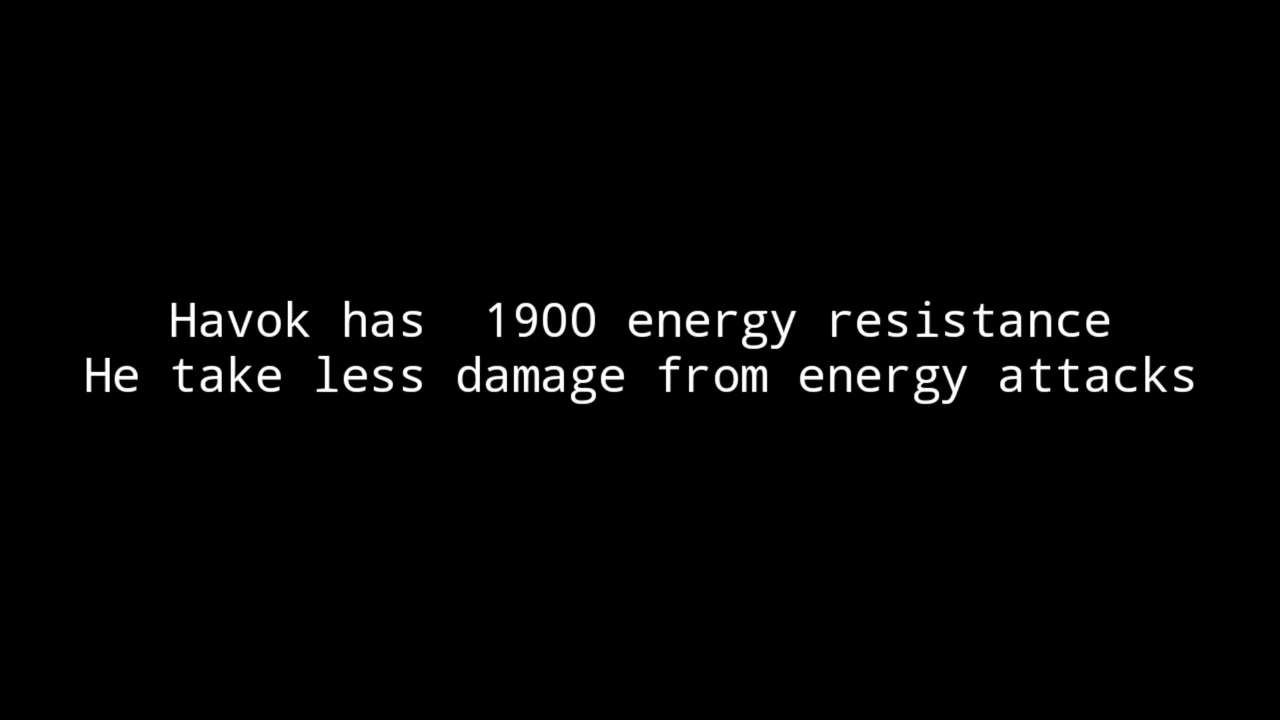 Havok has  1900 energy resistance
He take less damage from energy attacks